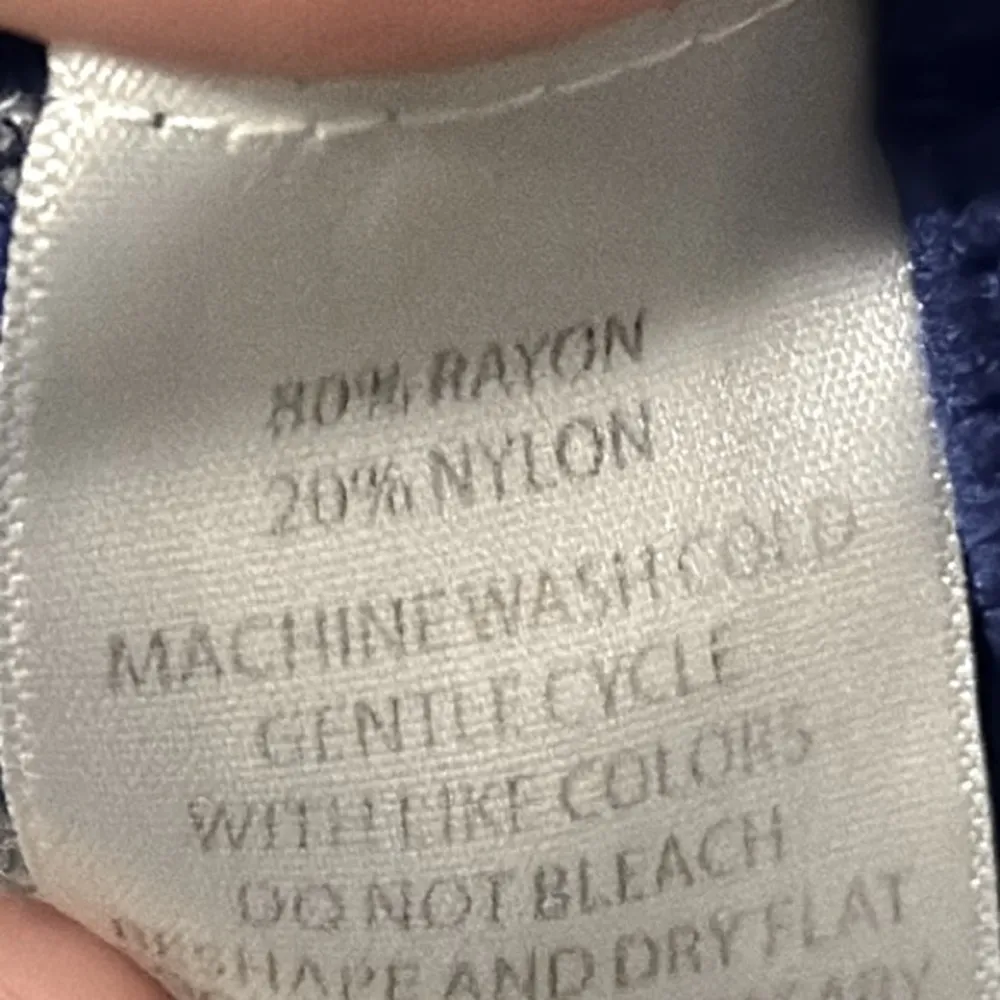 80% RAYON
20% NYLON
MACHINE WASH COLD
GENTLE CYCLE
WITH LIKE COLORS
DO NOT BLEACH
RESHAPE AND DRY FLAT